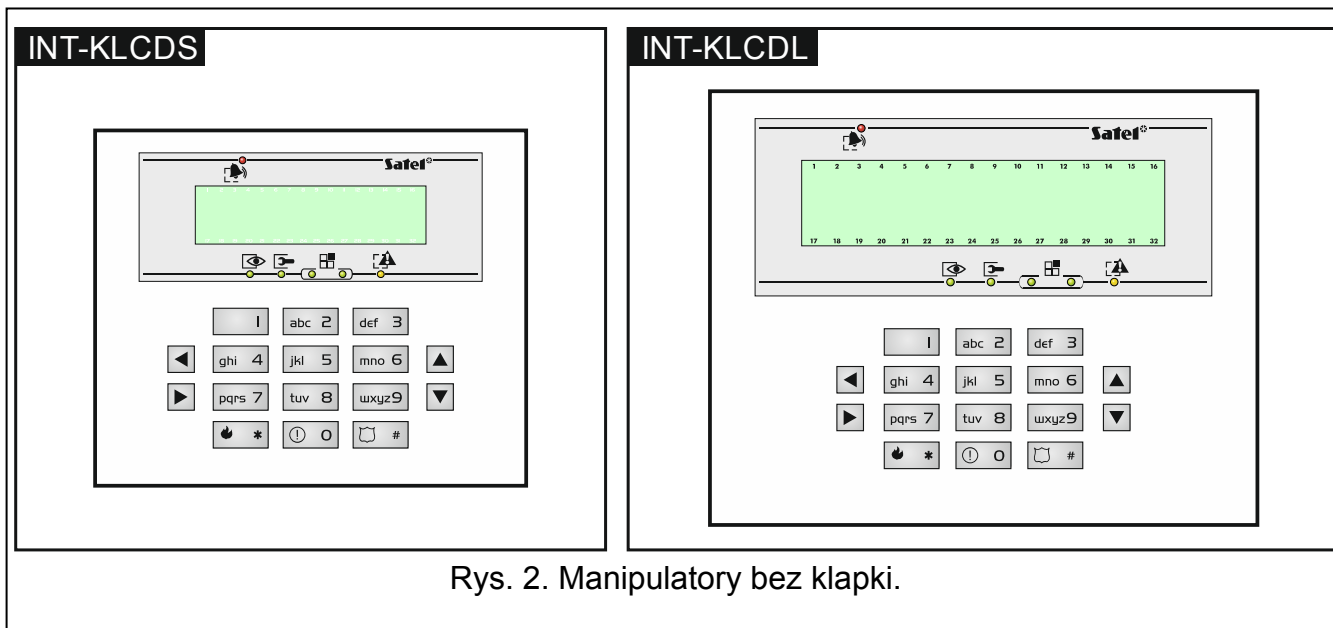 INT-KLCDS
Satel
1
abc 2
def 3
ghi 4
jkl 5
mno 6
pqrs 7
tuv 8
wxyz9
*
0
#
INT-KLCDL
Satel
1 2 3 4 5 6 7 8 9 10 11 12 13 14 15 16
17 18 19 20 21 22 23 24 25 26 27 28 29 30 31 32
1
abc 2
def 3
ghi 4
jkl 5
mno 6
pqrs 7
tuv 8
wxyz9
*
0
#
Rys. 2. Manipulatory bez klapki.